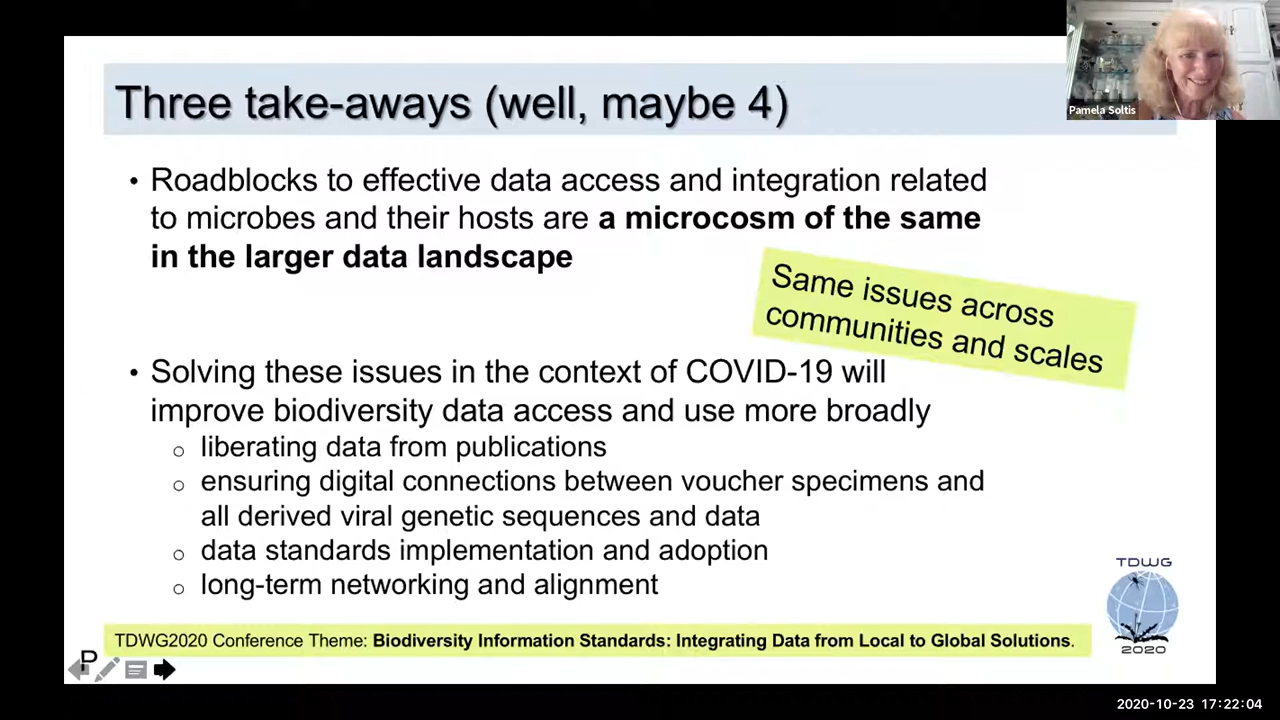 Three take-aways (well, maybe 4)
Pamela Soltis
• Roadblocks to effective data access and integration related
to microbes and their hosts are a microcosm of the same
in the larger data landscape
Same issues across
communities and scales
• Solving these issues in the context of COVID-19 will
improve biodiversity data access and use more broadly
o liberating data from publications
o ensuring digital connections between voucher specimens and
all derived viral genetic sequences and data
o data standards implementation and adoption
o long-term networking and alignment
TDWG
2020
TDWG2020 Conference Theme: Biodiversity Information Standards: Integrating Data from Local to Global Solutions.
P
2020-10-23 17:22:04